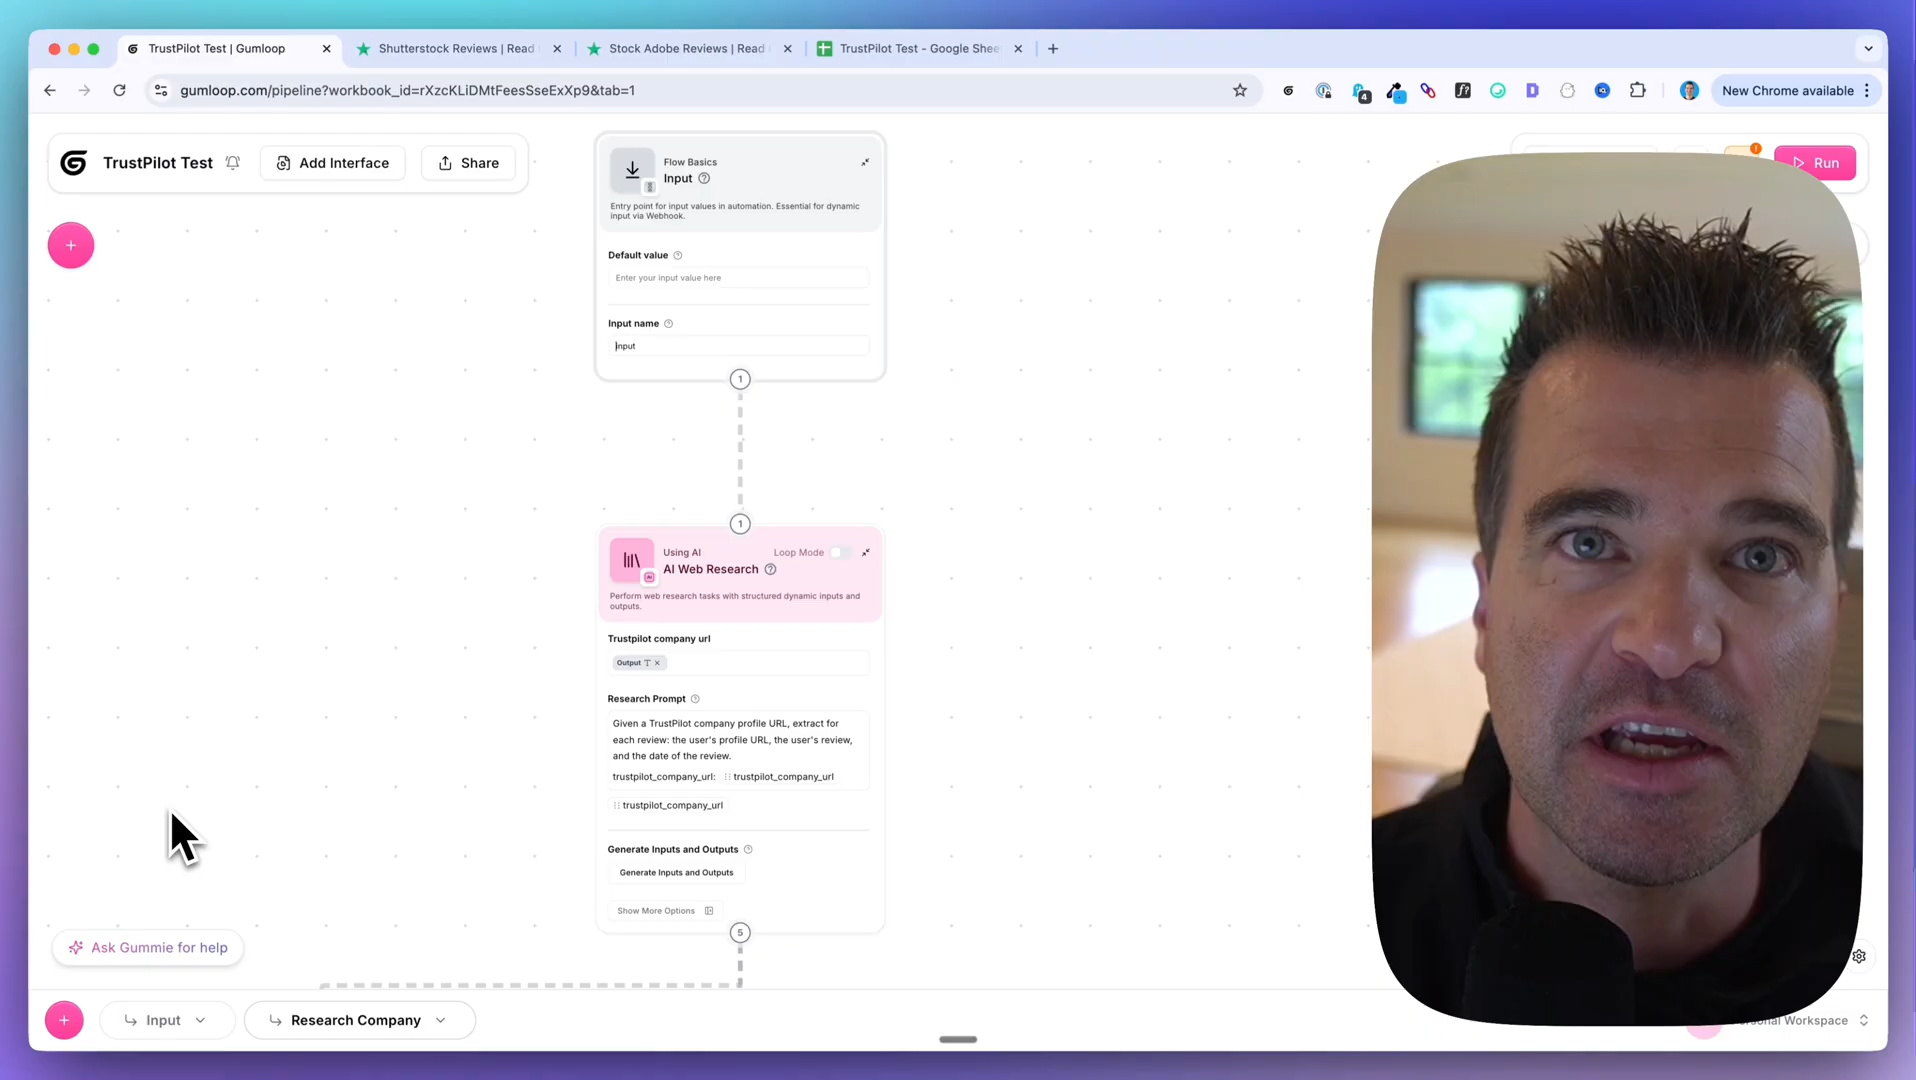 TrustPilot Test | Gumloop
Shutterstock Reviews | Read
Stock Adobe Reviews | Read
TrustPilot Test - Google Shee
gumloop.com/pipeline?workbook_id=rXzcKLiDMtFeesSseExXp9&tab=1
4
f?
D
New Chrome available
TrustPilot Test
Add Interface
Share
Flow Basics
Input
Entry point for input values in automation. Essential for dynamic
input via Webhook.
Default value
Enter your input value here
Input name
Input
1
1
! Run
Using AI
Loop Mode
AI Web Research
AI
Perform web research tasks with structured dynamic inputs and
outputs.
Trustpilot company url
Output T ×
Research Prompt
Given a TrustPilot company profile URL, extract for
each review: the user's profile URL, the user's review,
and the date of the review.
trustpilot_company_url: trustpilot_company_url
trustpilot_company_url
Generate Inputs and Outputs
Generate Inputs and Outputs
Show More Options
5
Ask Gummie for help
Input
Research Company
Workspace